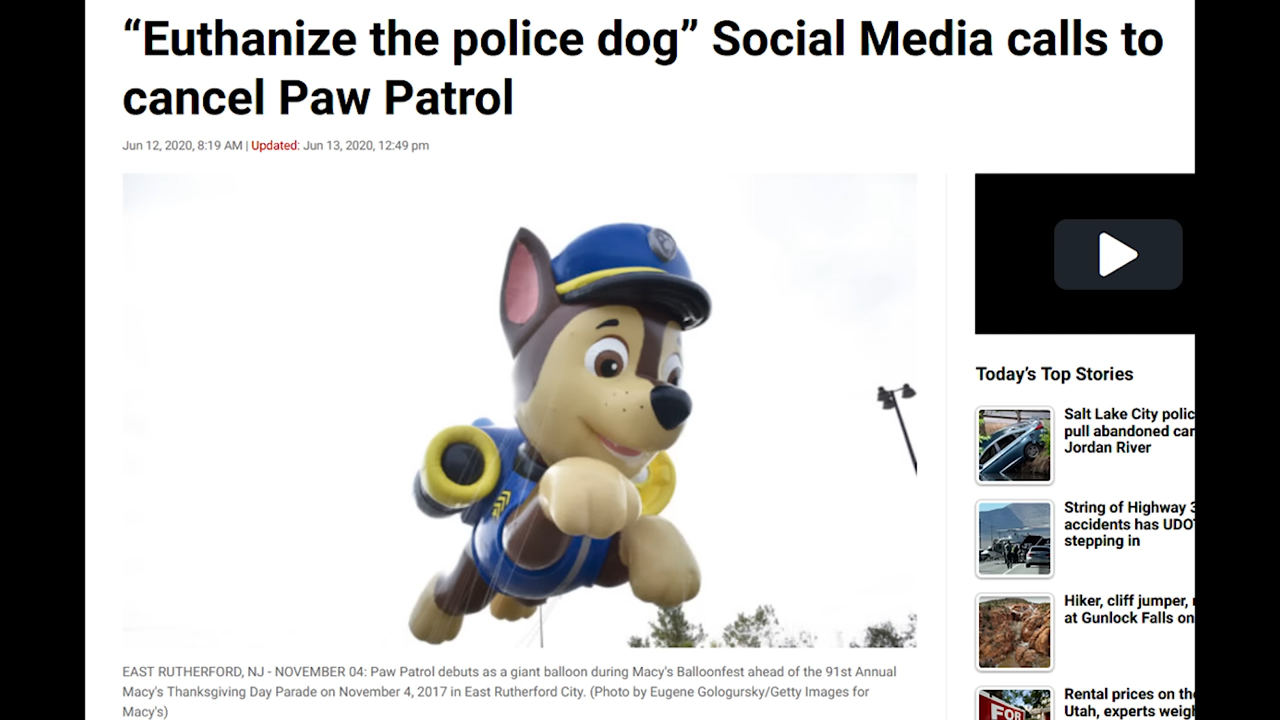 “Euthanize the police dog” Social Media calls to
cancel Paw Patrol
Jun 12, 2020, 8:19 AM | Updated: Jun 13, 2020, 12:49 pm
EAST RUTHERFORD, NJ - NOVEMBER 04: Paw Patrol debuts as a giant balloon during Macy's Balloonfest ahead of the 91st Annual
Macy's Thanksgiving Day Parade on November 4, 2017 in East Rutherford City. (Photo by Eugene Gologursky/Getty Images for
Macy's)
Today’s Top Stories
Salt Lake City polic
pull abandoned car
Jordan River
String of Highway
accidents has UDOT
stepping in
Hiker, cliff jumper,
at Gunlock Falls on
Rental prices on the
Utah, experts weigh
FOR